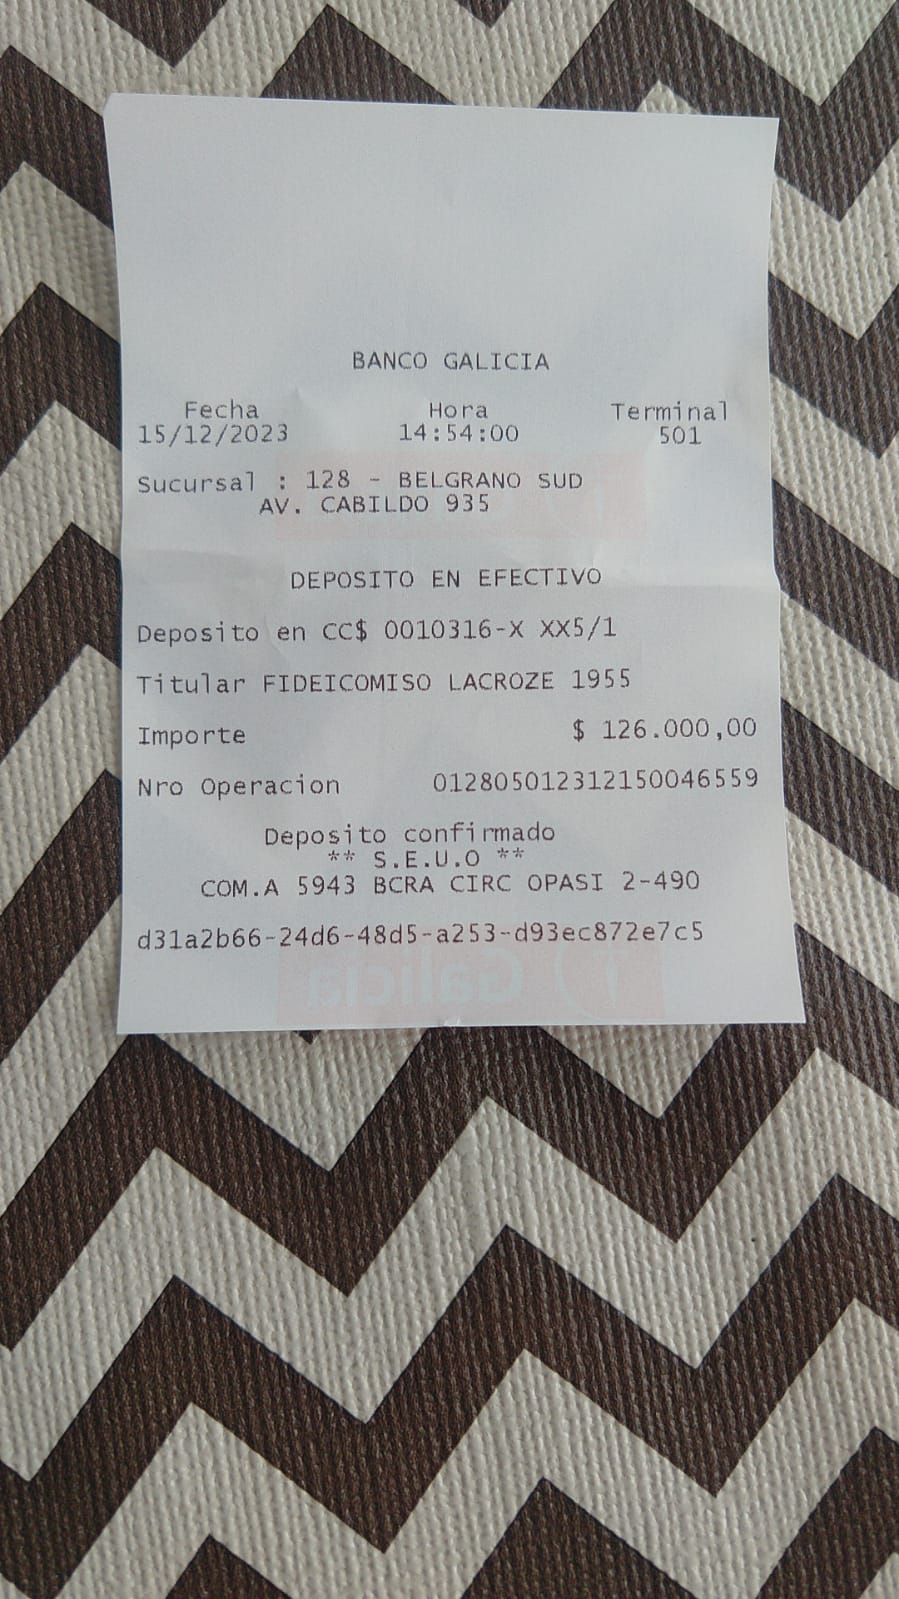 BANCO GALICIA
Fecha Hora Terminal
15/12/2023 14:54:00 501
Sucursal : 128 - BELGRANO SUD
AV. CABILDO 935
DEPOSITO EN EFECTIVO
Deposito en CC$ 0010316-X XX5/1
Titular FIDEICOMISO LACROZE 1955
Importe $ 126.000,00
Nro Operacion 012805012312150046559
Deposito confirmado
** S.E.U.O **
COM.A 5943 BCRA CIRC OPASI 2-490
d31a2b66-24d6-48d5-a253-d93ec872e7c5
Galicia